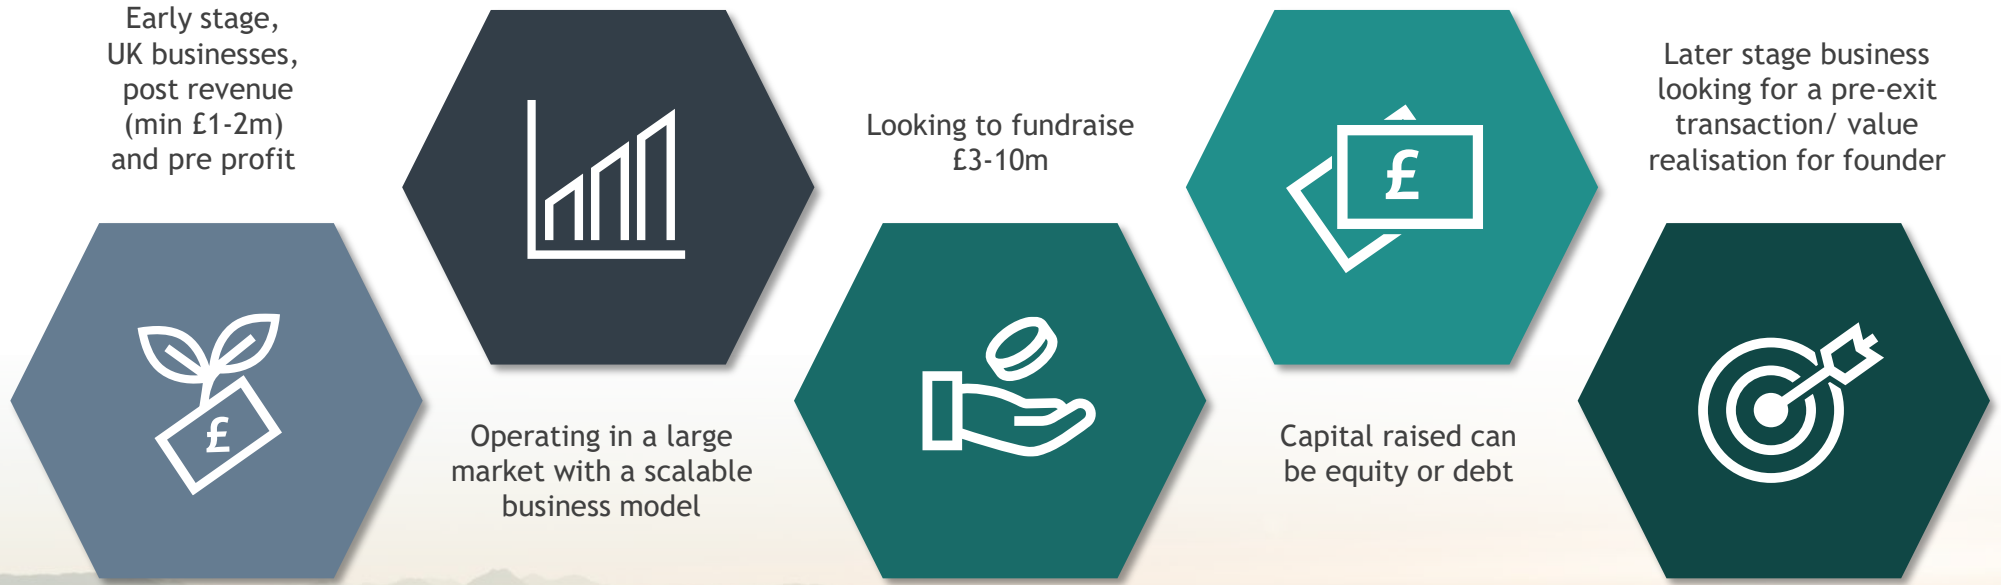 Early stage,
UK businesses,
post revenue
(min £1-2m)
and pre profit
£
Operating in a large
market with a scalable
business model
Looking to fundraise
£3-10m
£
Capital raised can
be equity or debt
Later stage business
looking for a pre-exit
transaction/ value
realisation for founder